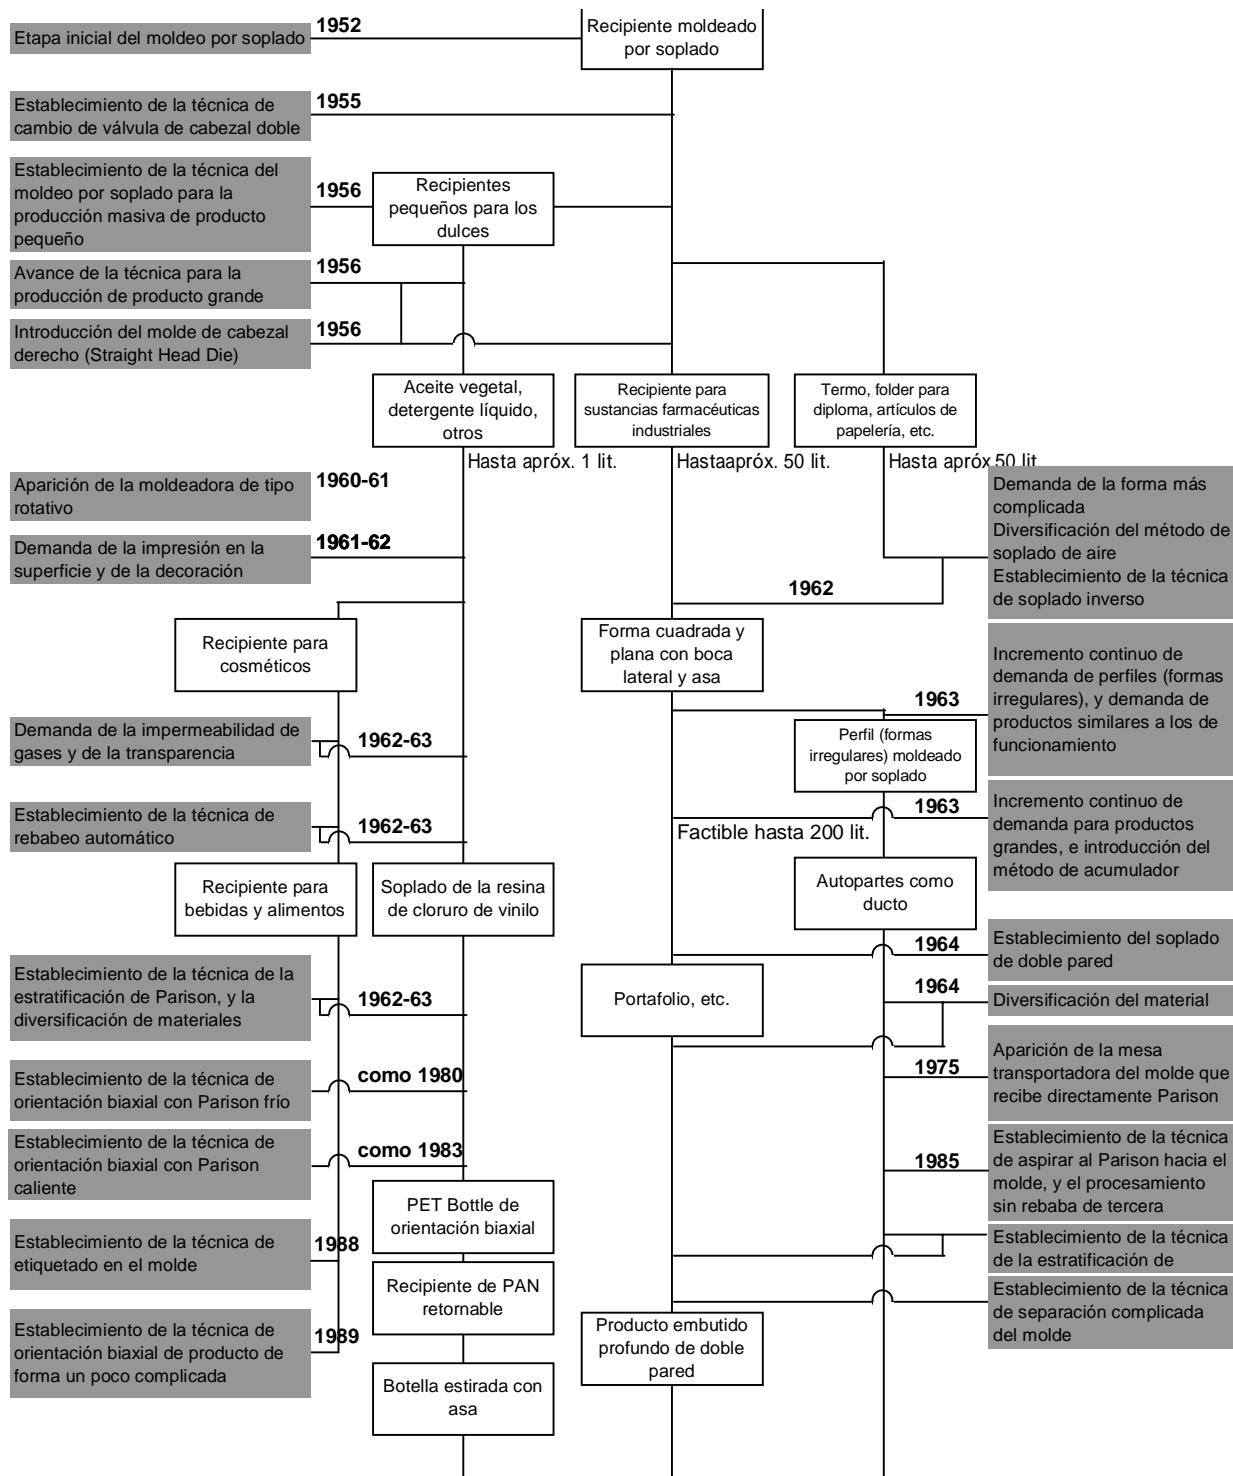 Etapa inicial del moldeo por soplado
1952
Recipiente moldeado
por soplado
Establecimiento de la técnica de
cambio de válvula de cabezal doble
1955
Establecimiento de la técnica del
moldeo por soplado para la
producción masiva de producto
pequeño
1956
Recipientes
pequeños para los
dulces
Avance de la técnica para la
producción de producto grande
1956
Introducción del molde de cabezal
derecho (Straight Head Die)
1956
Aceite vegetal,
detergente líquido,
otros
Recipiente para
sustancias farmacéuticas
industriales
Termo, folder para
diploma, artículos de
papelería, etc.
Hasta apróx. 1 lit.
Hastaapróx. 50 lit.
Hasta apróx.50 lit.
Aparición de la moldeadora de tipo
rotativo
1960-61
Demanda de la forma más
complicada
Diversificación del método de
soplado de aire
Establecimiento de la técnica
de soplado inverso
Demanda de la impresión en la
superficie y de la decoración
1961-62
1962
Recipiente para
cosméticos
Forma cuadrada y
plana con boca
lateral y asa
Incremento continuo de
demanda de perfiles (formas
irregulares), y demanda de
productos similares a los de
funcionamiento
1963
Demanda de la impermeabilidad de
gases y de la transparencia
1962-63
Perfil (formas
irregulares) moldeado
por soplado
Establecimiento de la técnica de
rebabeo automático
1962-63
Factible hasta 200 lit.
1963
Incremento continuo de
demanda para productos
grandes, e introducción del
método de acumulador
Recipiente para
bebidas y alimentos
Soplado de la resina
de cloruro de vinilo
Autopartes como
ducto
1964
Establecimiento del soplado
de doble pared
Establecimiento de la técnica de la
estratificación de Parison, y la
diversificación de materiales
1962-63
Portafolio, etc.
1964
Diversificación del material
1975
Aparición de la mesa
transportadora del molde que
recibe directamente Parison
Establecimiento de la técnica de
orientación biaxial con Parison frío
como 1980
Establecimiento de la técnica de
orientación biaxial con Parison
caliente
como 1983
1985
Establecimiento de la técnica
de aspirar al Parison hacia el
molde, y el procesamiento
sin rebaba de tercera
PET Bottle de
orientación biaxial
Establecimiento de la técnica de
etiquetado en el molde
1988
Establecimiento de la técnica
de la estratificación de
Recipiente de PAN
retornable
Establecimiento de la técnica
de separación complicada
del molde
Establecimiento de la técnica de
orientación biaxial de producto de
forma un poco complicada
1989
Producto embutido
profundo de doble
pared
Botella estirada con
asa